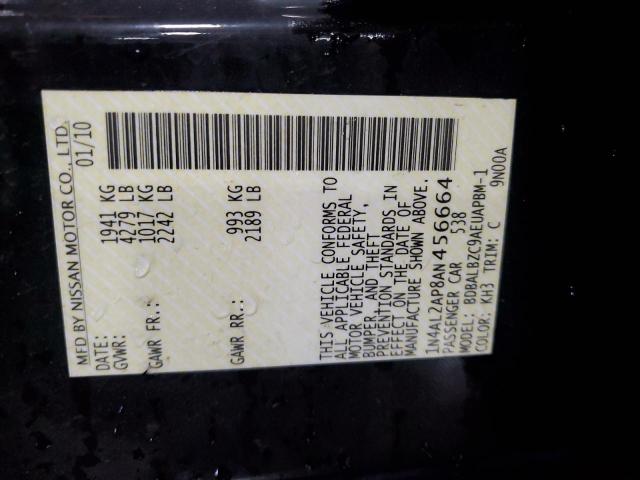 MFD BY NISSAN MOTOR CO., LTD.
DATE: 01/10
GVWR: 1941 KG
4279 LB
GAWR FR.: 1017 KG
2242 LB
GAWR RR.: 993 KG
2189 LB
THIS VEHICLE CONFORMS TO
ALL APPLICABLE FEDERAL
MOTOR VEHICLE SAFETY,
BUMPER, AND THEFT
PREVENTION STANDARDS IN
EFFECT ON THE DATE OF
MANUFACTURE SHOWN ABOVE.
1N4AL2AP8AN456664
PASSENGER CAR 538
MODEL: BDBALBZC9AEUAPBM-1
COLOR: KH3 TRIM: C 9N00A